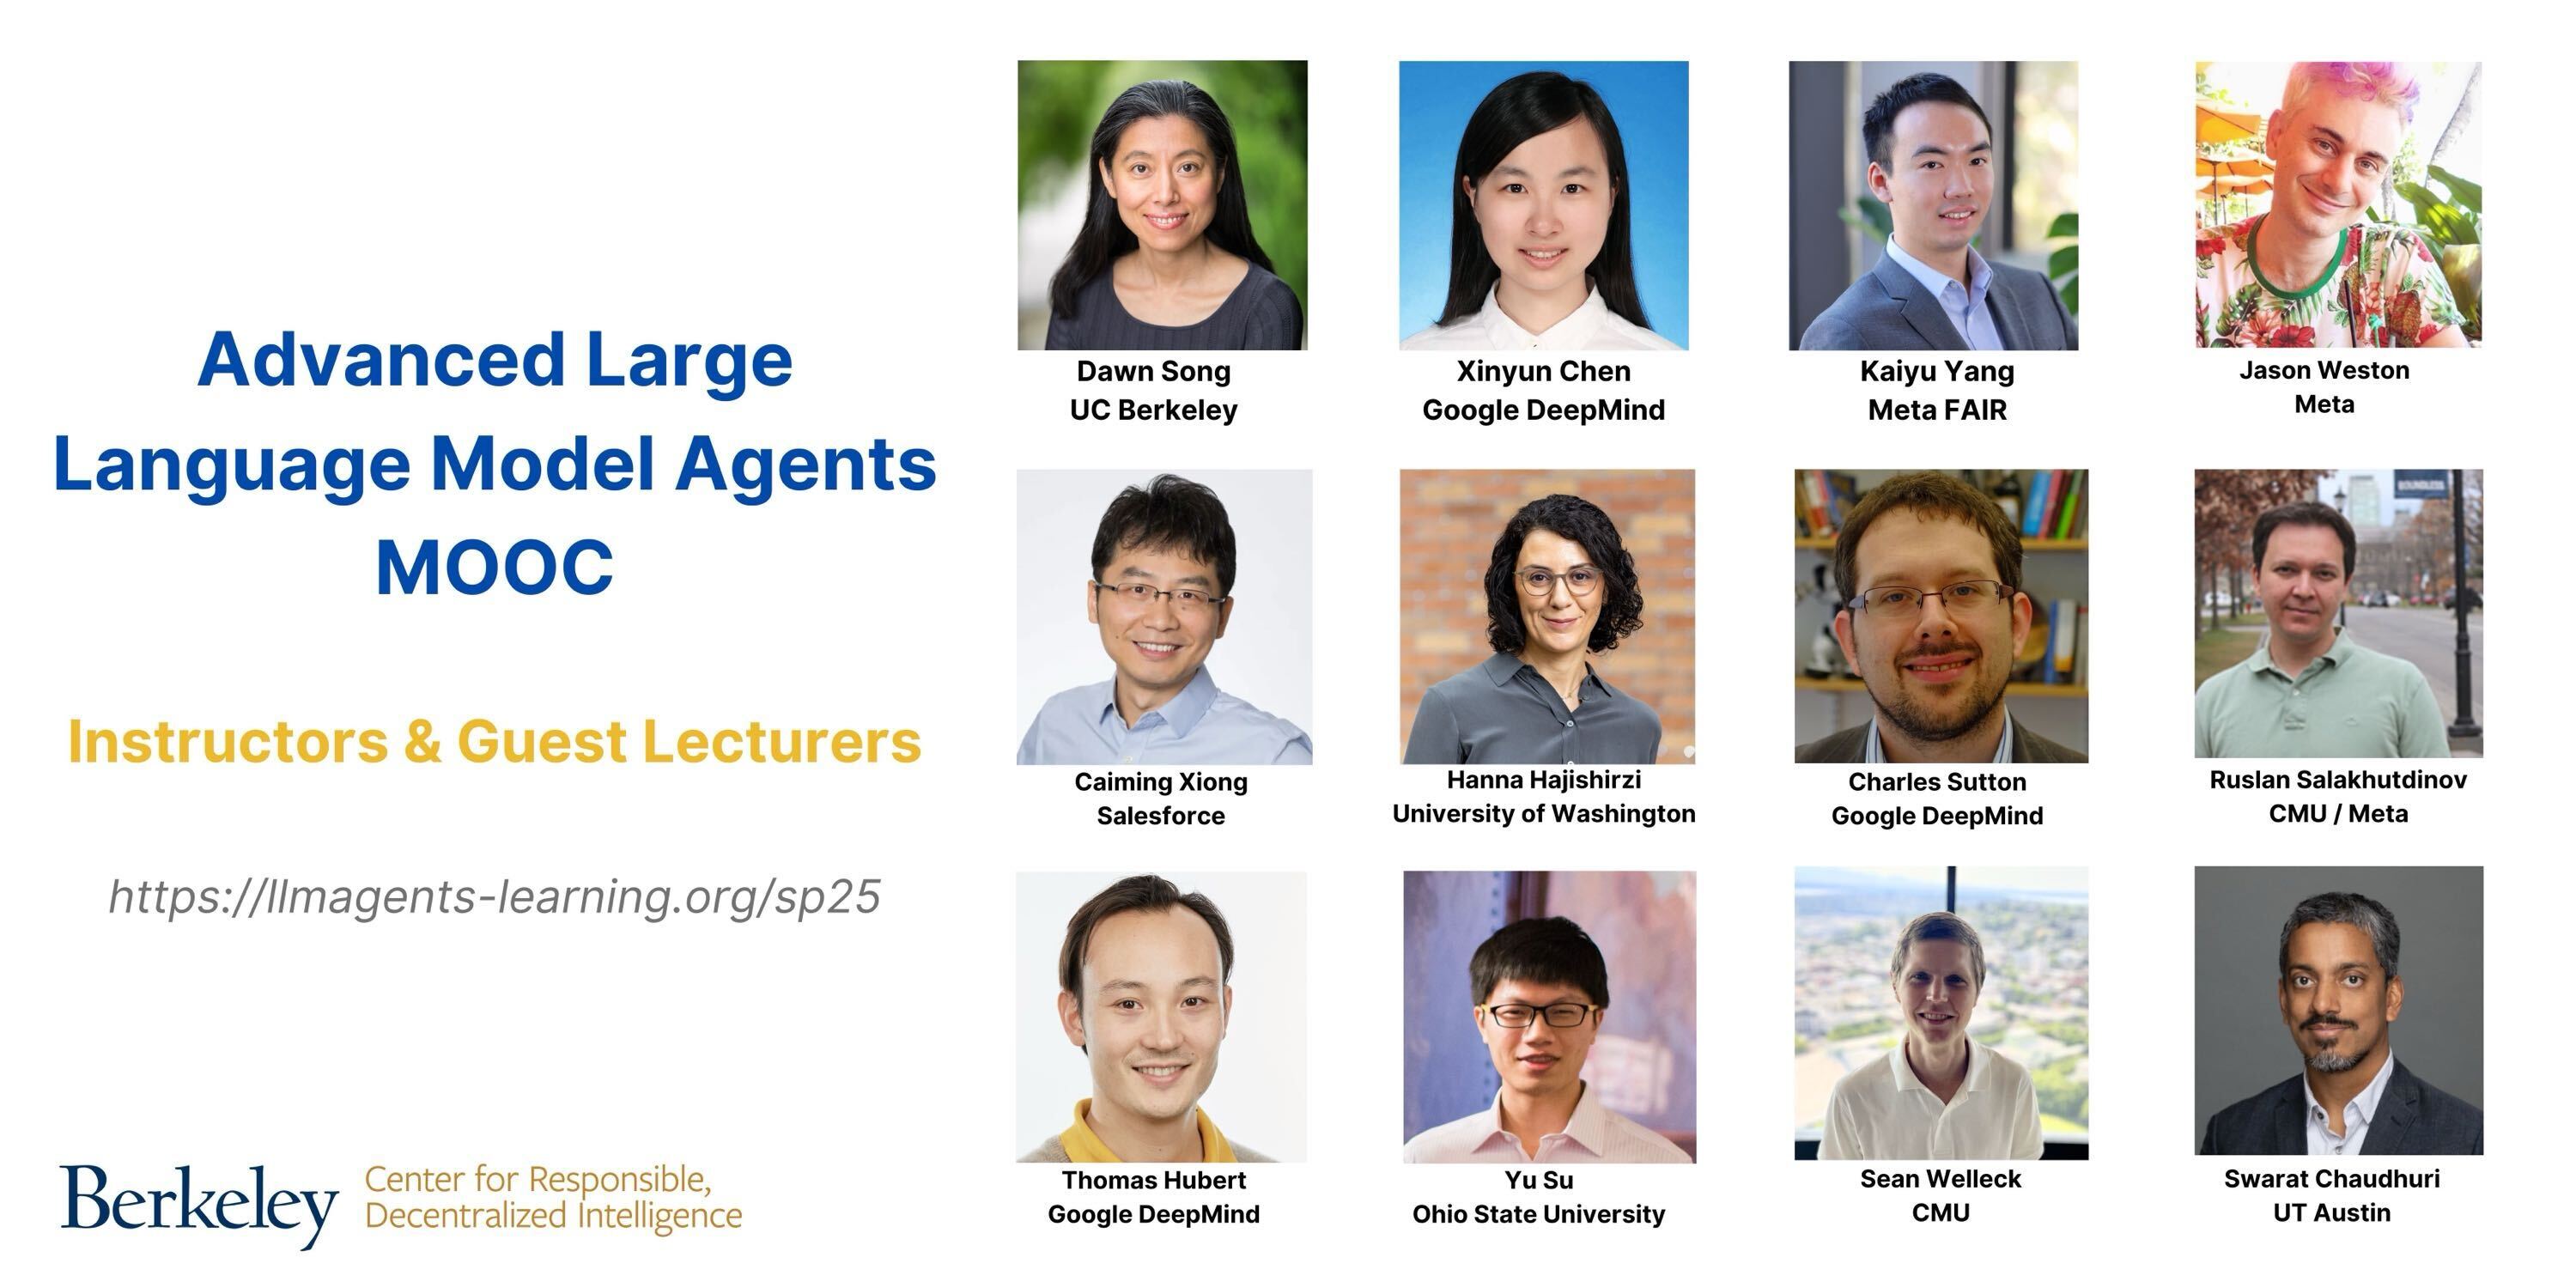 Advanced Large
Language Model Agents
MOOC
Instructors & Guest Lecturers
https://llmagents-learning.org/sp25
Berkeley
Center for Responsible,
Decentralized Intelligence
Dawn Song
UC Berkeley
Xinyun Chen
Google DeepMind
Kaiyu Yang
Meta FAIR
Jason Weston
Meta
BOUNDLESS
Caiming Xiong
Salesforce
Hanna Hajishirzi
University of Washington
Charles Sutton
Google DeepMind
Ruslan Salakhutdinov
CMU / Meta
Thomas Hubert
Google DeepMind
Yu Su
Ohio State University
Sean Welleck
CMU
Swarat Chaudhuri
UT Austin